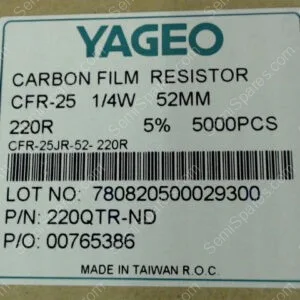 YAGEO
CARBON FILM RESISTOR
CFR-25 1/4W 52MM
220R 5% 5000PCS
CFR-25JR-52- 220R
LOT NO: 780820500029300
P/N: 220QTR-ND
P/O: 00765386
MADE IN TAIWAN R.O.C.